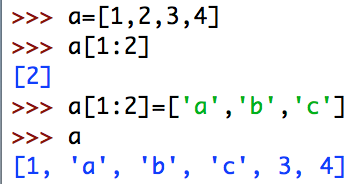 >>> a=[1,2,3,4]
>>> a[1:2]
[2]
>>> a[1:2]=['a','b','c']
>>> a
[1, 'a', 'b', 'c', 3, 4]